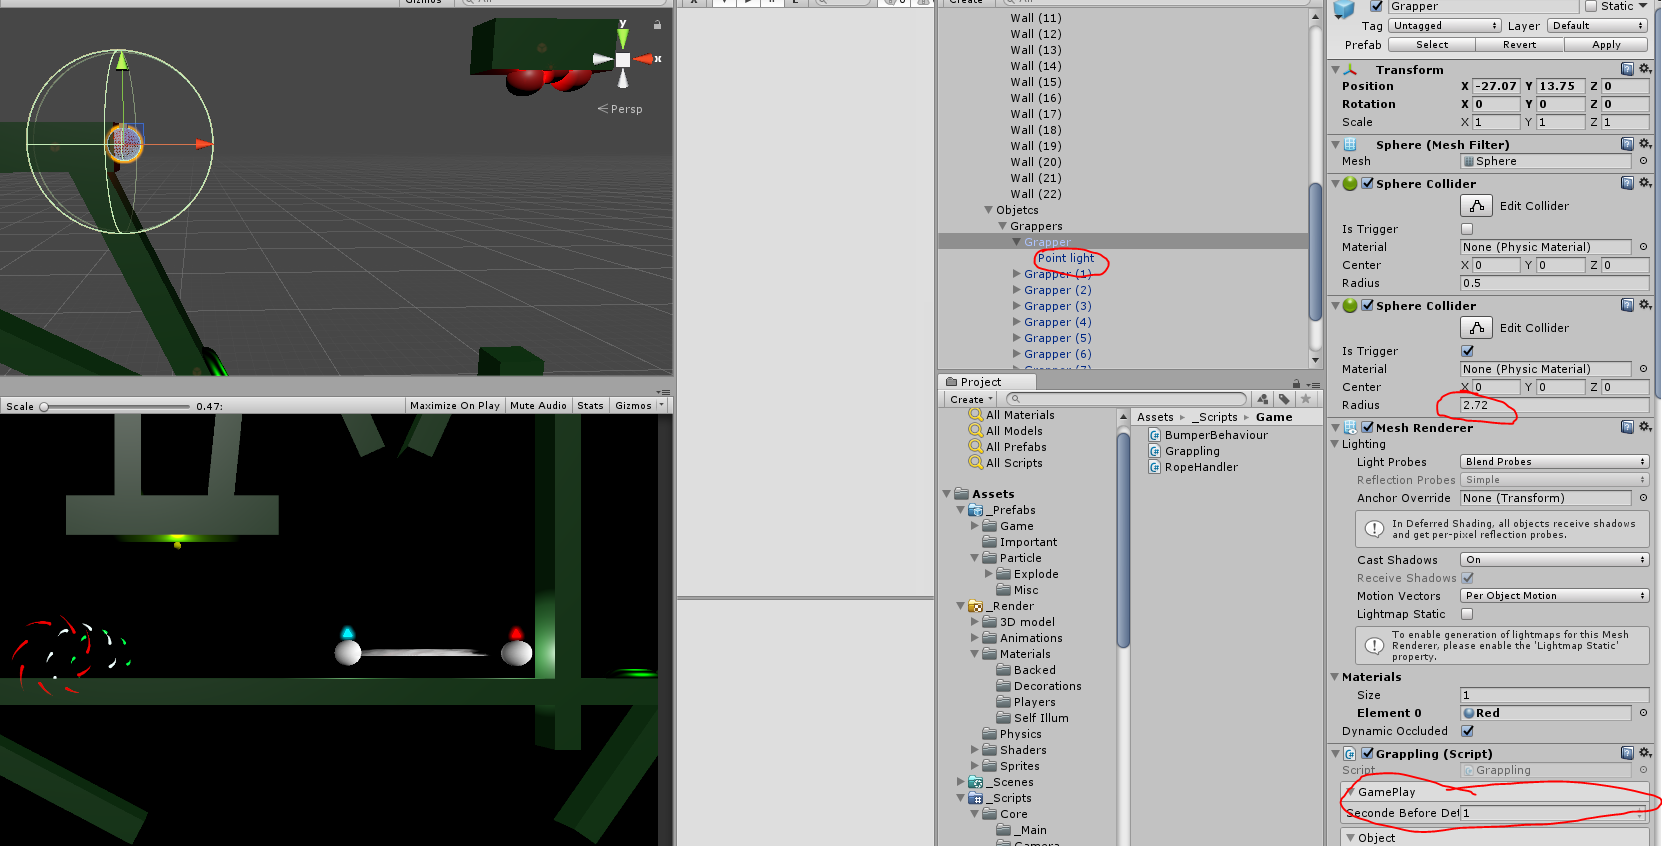 Gizmos
All
y
x
Persp
Scale 0.47:
Maximize On Play Mute Audio Stats Gizmos
Create
All
Wall (11)
Wall (12)
Wall (13)
Wall (14)
Wall (15)
Wall (16)
Wall (17)
Wall (18)
Wall (19)
Wall (20)
Wall (21)
Wall (22)
Objetcs
Grappers
Grapper
Point light
Grapper (1)
Grapper (2)
Grapper (3)
Grapper (4)
Grapper (5)
Grapper (6)
Project
Create
All Materials
All Models
All Prefabs
All Scripts
Assets
_Prefabs
Game
Important
Particle
Explode
Misc
_Render
3D model
Animations
Materials
Backed
Decorations
Players
Self Illum
Physics
Shaders
Sprites
_Scenes
_Scripts
Core
_Main
Camera
Assets _Scripts Game
BumperBehaviour
Grappling
RopeHandler
Grapper Static
Tag Untagged Layer Default
Prefab Select Revert Apply
Transform
Position X -27.07 Y 13.75 Z 0
Rotation X 0 Y 0 Z 0
Scale X 1 Y 1 Z 1
Sphere (Mesh Filter)
Mesh Sphere
Sphere Collider
Edit Collider
Is Trigger
Material None (Physic Material)
Center X 0 Y 0 Z 0
Radius 0.5
Sphere Collider
Edit Collider
Is Trigger
Material None (Physic Material)
Center X 0 Y 0 Z 0
Radius 2.72
Mesh Renderer
Lighting
Light Probes Blend Probes
Reflection Probes Simple
Anchor Override None (Transform)
In Deferred Shading, all objects receive shadows
and get per-pixel reflection probes.
Cast Shadows On
Receive Shadows
Motion Vectors Per Object Motion
Lightmap Static
To enable generation of lightmaps for this Mesh
Renderer, please enable the 'Lightmap Static'
property.
Materials
Size 1
Element 0 Red
Dynamic Occluded
Grappling (Script)
Script Grappling
GamePlay
Seconde Before Det 1
Object